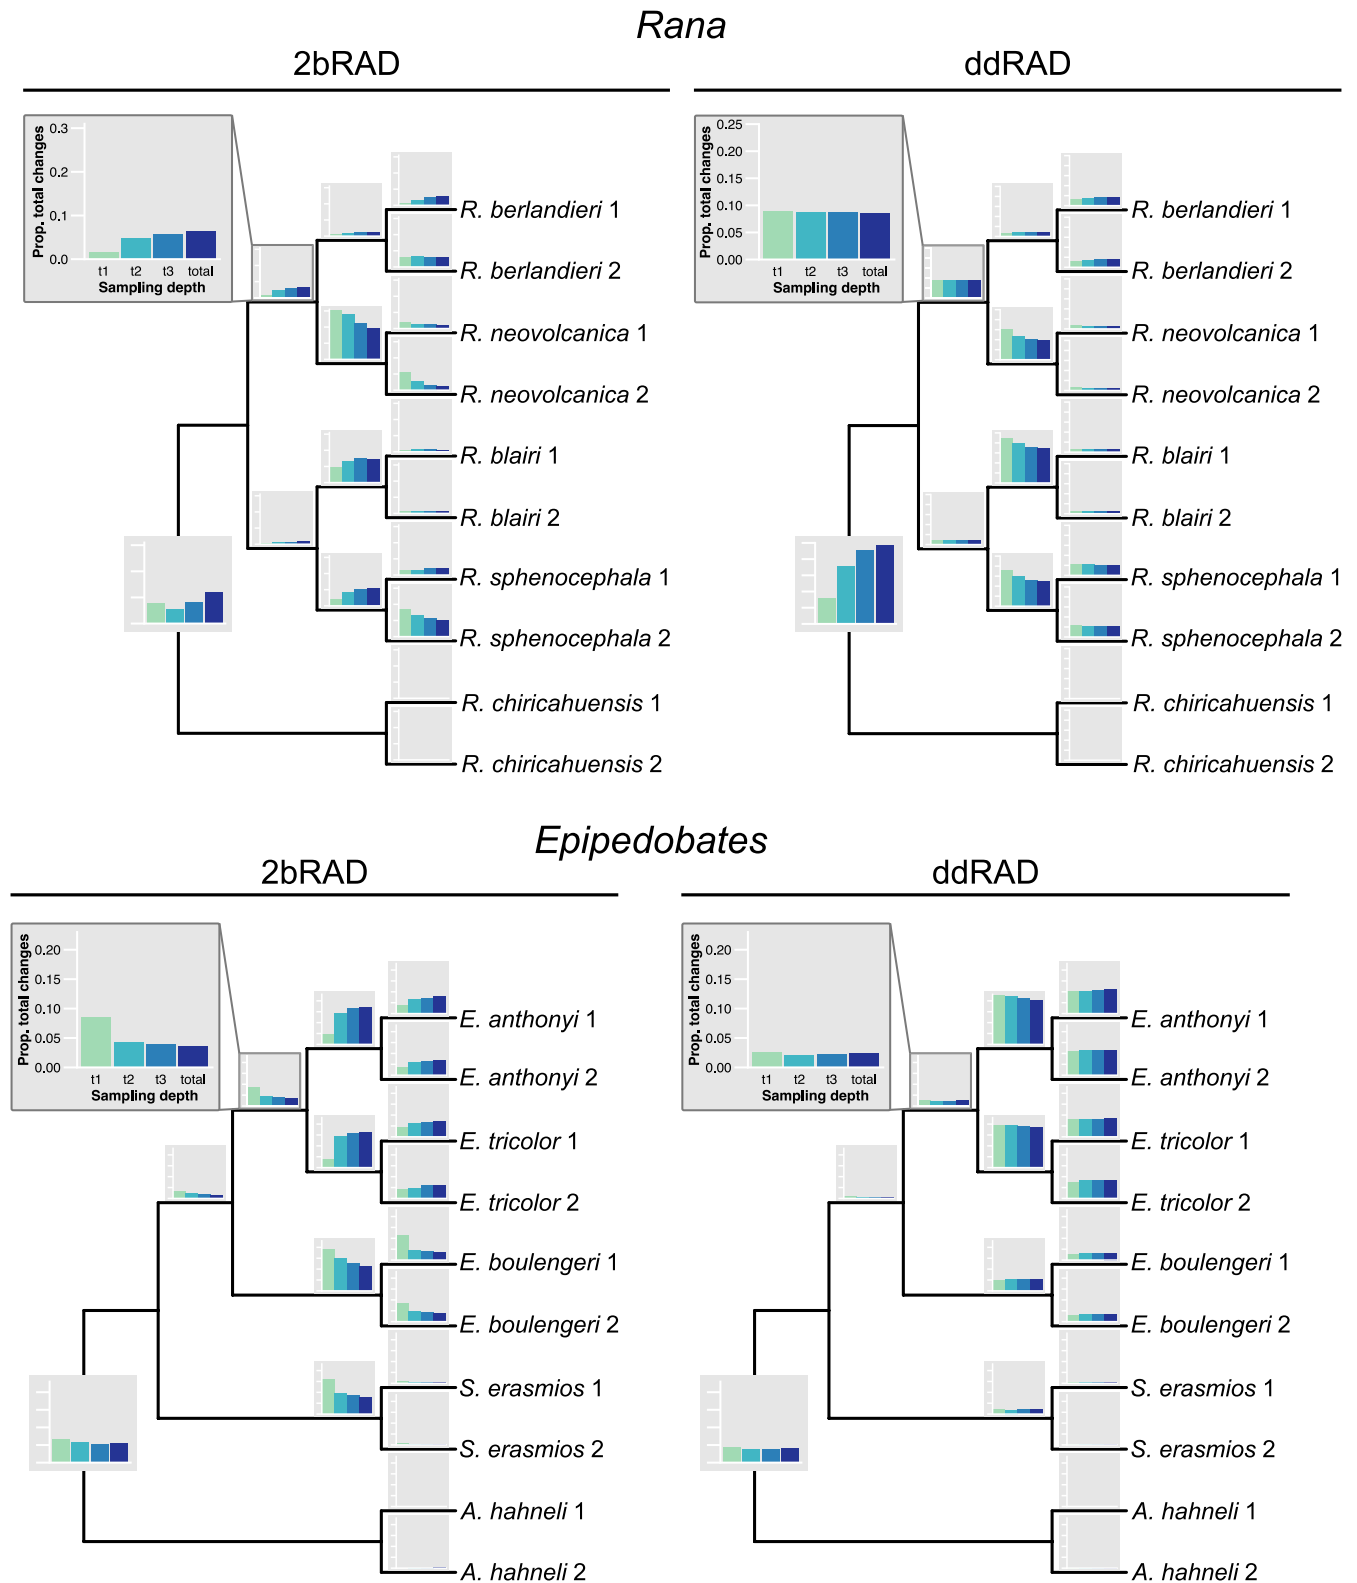 Rana
2bRAD
ddRAD
Prop. total changes
0.3
0.2
0.1
0.0
t1 t2 t3 total
Sampling depth
R. berlandieri 1
R. berlandieri 2
R. neovolcanica 1
R. neovolcanica 2
R. blairi 1
R. blairi 2
R. sphenocephala 1
R. sphenocephala 2
R. chiricahuensis 1
R. chiricahuensis 2
Prop. total changes
0.25
0.20
0.15
0.10
0.05
0.00
t1 t2 t3 total
Sampling depth
R. berlandieri 1
R. berlandieri 2
R. neovolcanica 1
R. neovolcanica 2
R. blairi 1
R. blairi 2
R. sphenocephala 1
R. sphenocephala 2
R. chiricahuensis 1
R. chiricahuensis 2
Epipedobates
2bRAD
ddRAD
Prop. total changes
0.20
0.15
0.10
0.05
0.00
t1 t2 t3 total
Sampling depth
E. anthonyi 1
E. anthonyi 2
E. tricolor 1
E. tricolor 2
E. boulengeri 1
E. boulengeri 2
S. erasmios 1
S. erasmios 2
A. hahneli 1
A. hahneli 2
Prop. total changes
0.20
0.15
0.10
0.05
0.00
t1 t2 t3 total
Sampling depth
E. anthonyi 1
E. anthonyi 2
E. tricolor 1
E. tricolor 2
E. boulengeri 1
E. boulengeri 2
S. erasmios 1
S. erasmios 2
A. hahneli 1
A. hahneli 2